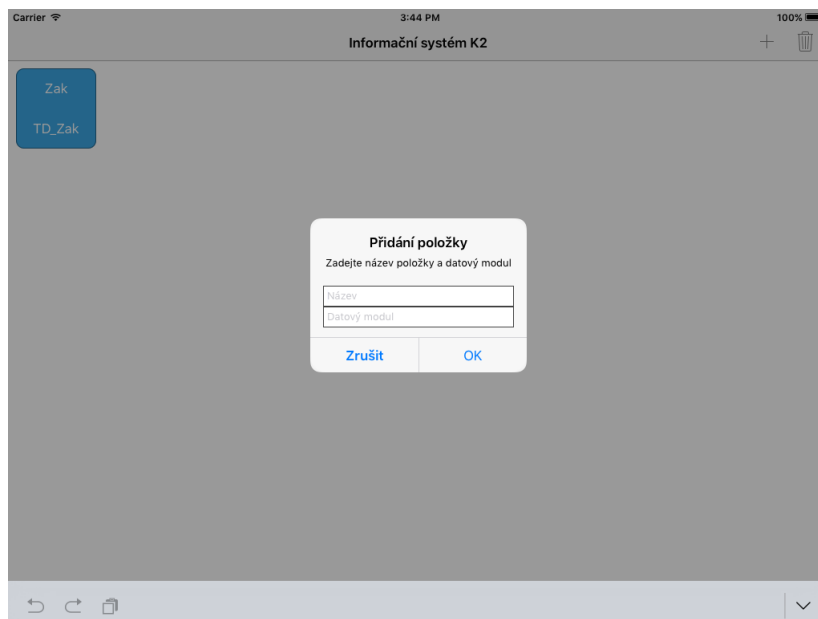 Carrier 3:44 PM 100%
Informační systém K2
Zak
TD_Zak
Přidání položky
Zadejte název položky a datový modul
Název
Datový modul
Zrušit OK